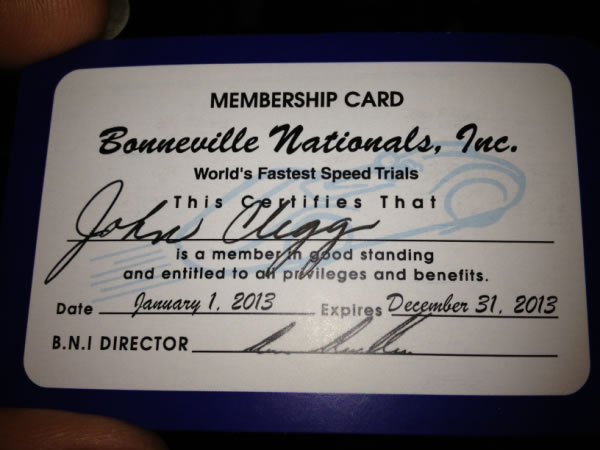 MEMBERSHIP CARD
Bonneville Nationals, Inc.
World's Fastest Speed Trials
This Certifies That
John Clegg
is a member in good standing
and entitled to all privileges and benefits.
Date January 1, 2013 Expires December 31, 2013
B.N.I DIRECTOR